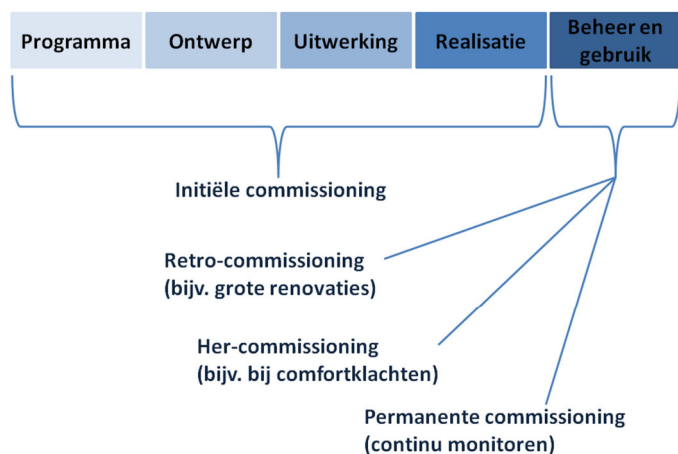 Programma
Ontwerp
Uitwerking
Realisatie
Beheer en
gebruik
Initiële commissioning
Retro-commissioning
(bijv. grote renovaties)
Her-commissioning
(bijv. bij comfortklachten)
Permanente commissioning
(continu monitoren)